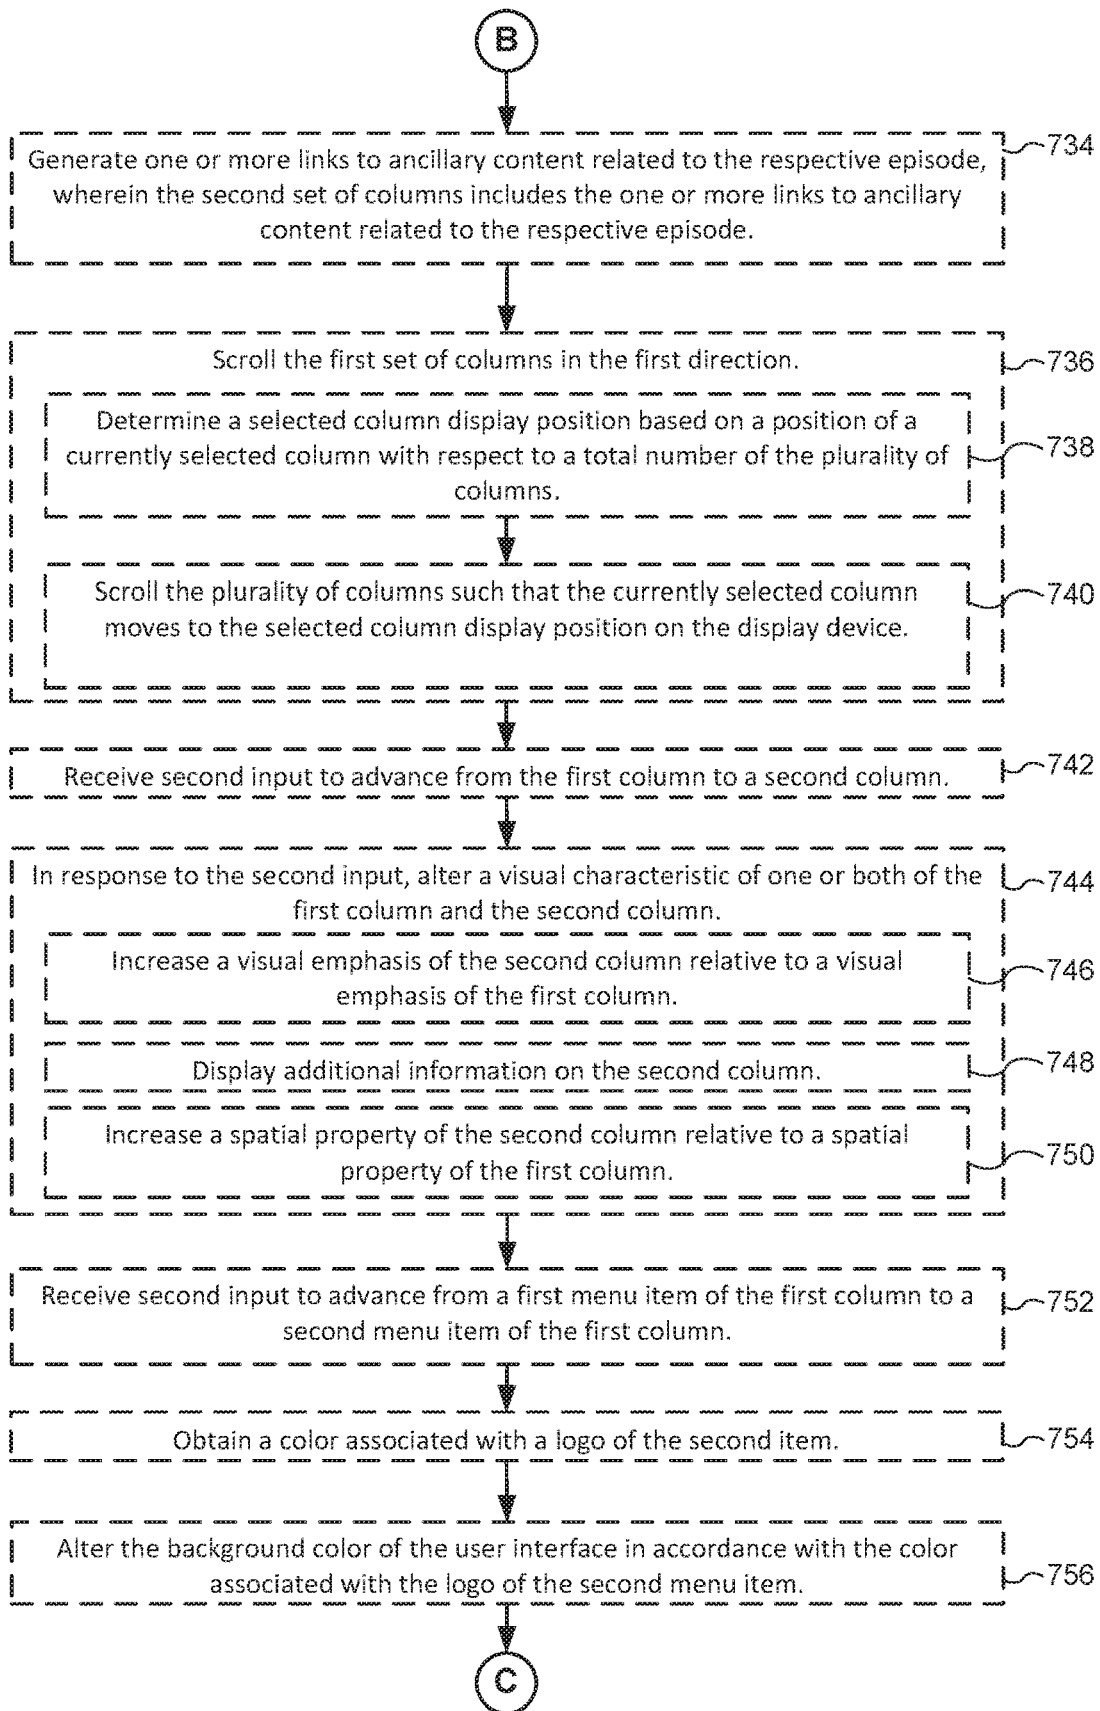 B
Generate one or more links to ancillary content related to the respective episode,
wherein the second set of columns includes the one or more links to ancillary
content related to the respective episode.
734
Scroll the first set of columns in the first direction.
736
Determine a selected column display position based on a position of a
currently selected column with respect to a total number of the plurality of
columns.
738
Scroll the plurality of columns such that the currently selected column
moves to the selected column display position on the display device.
740
Receive second input to advance from the first column to a second column.
742
In response to the second input, alter a visual characteristic of one or both of the
first column and the second column.
744
Increase a visual emphasis of the second column relative to a visual
emphasis of the first column.
746
Display additional information on the second column.
748
Increase a spatial property of the second column relative to a spatial
property of the first column.
750
Receive second input to advance from a first menu item of the first column to a
second menu item of the first column.
752
Obtain a color associated with a logo of the second item.
754
Alter the background color of the user interface in accordance with the color
associated with the logo of the second menu item.
756
C